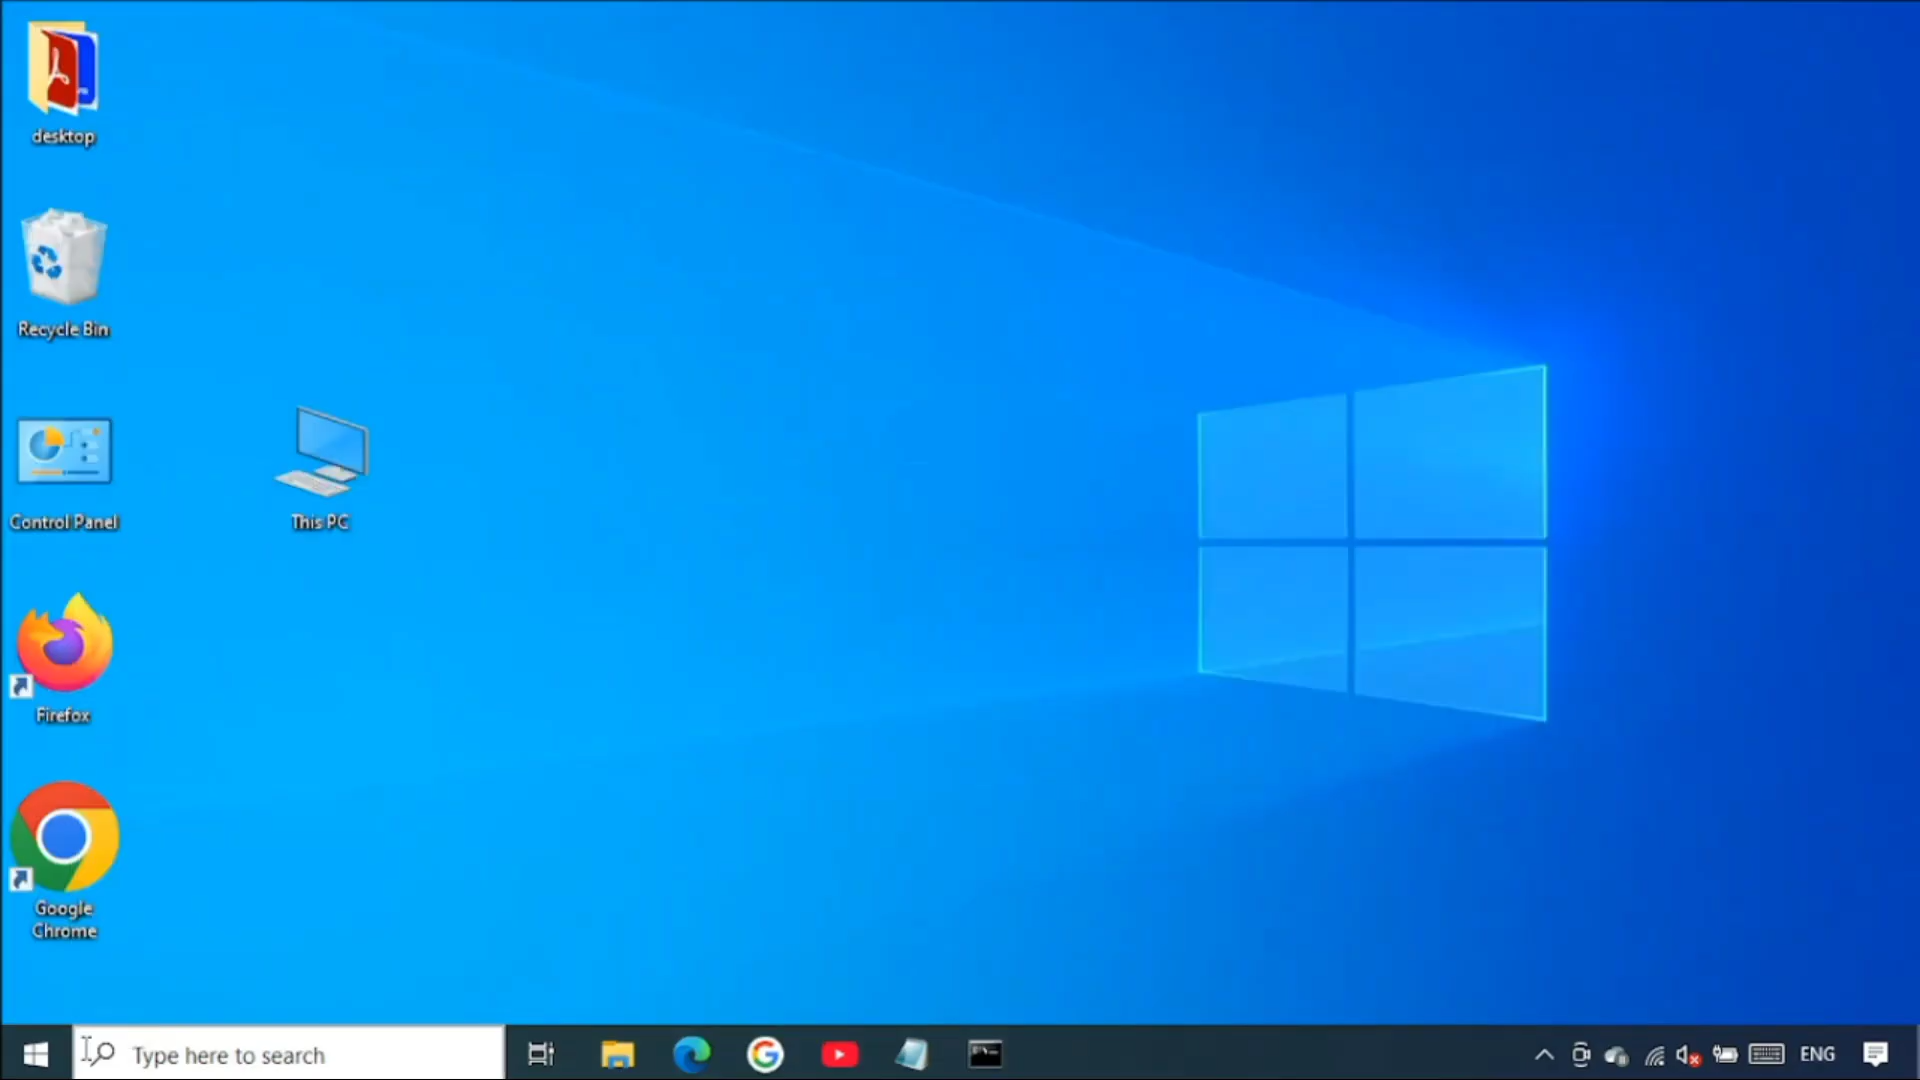 desktop
Recycle Bin
Control Panel
This PC
Firefox
Google
Chrome
Type here to search
ENG